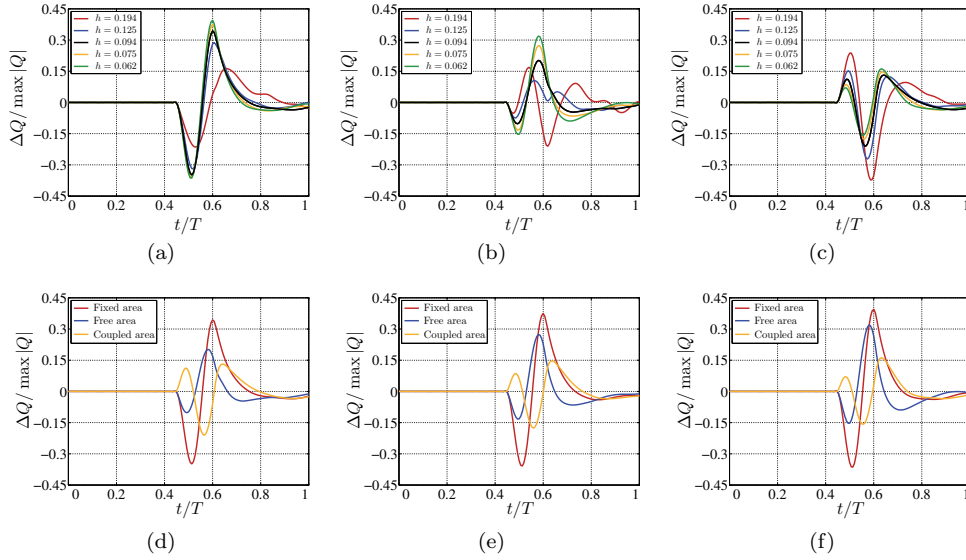 0.45
0.3
0.15
0
−0.15
−0.3
0.45
ΔQ/ max |Q|
h = 0.194
h = 0.125
h = 0.094
h = 0.075
h = 0.062
0 0.2 0.4 0.6 0.8 1
t/T
(a)
0.45
0.3
0.15
0
−0.15
−0.3
0.45
ΔQ/ max |Q|
h = 0.194
h = 0.125
h = 0.094
h = 0.075
h = 0.062
0 0.2 0.4 0.6 0.8 1
t/T
(b)
0.45
0.3
0.15
0
−0.15
−0.3
0.45
ΔQ/ max |Q|
h = 0.194
h = 0.125
h = 0.094
h = 0.075
h = 0.062
0 0.2 0.4 0.6 0.8 1
t/T
(c)
0.45
0.3
0.15
0
−0.15
−0.3
0.45
ΔQ/ max |Q|
Fixed area
Free area
Coupled area
0 0.2 0.4 0.6 0.8 1
t/T
(d)
0.45
0.3
0.15
0
−0.15
−0.3
0.45
ΔQ/ max |Q|
Fixed area
Free area
Coupled area
0 0.2 0.4 0.6 0.8 1
t/T
(e)
0.45
0.3
0.15
0
−0.15
−0.3
0.45
ΔQ/ max |Q|
Fixed area
Free area
Coupled area
0 0.2 0.4 0.6 0.8 1
t/T
(f)